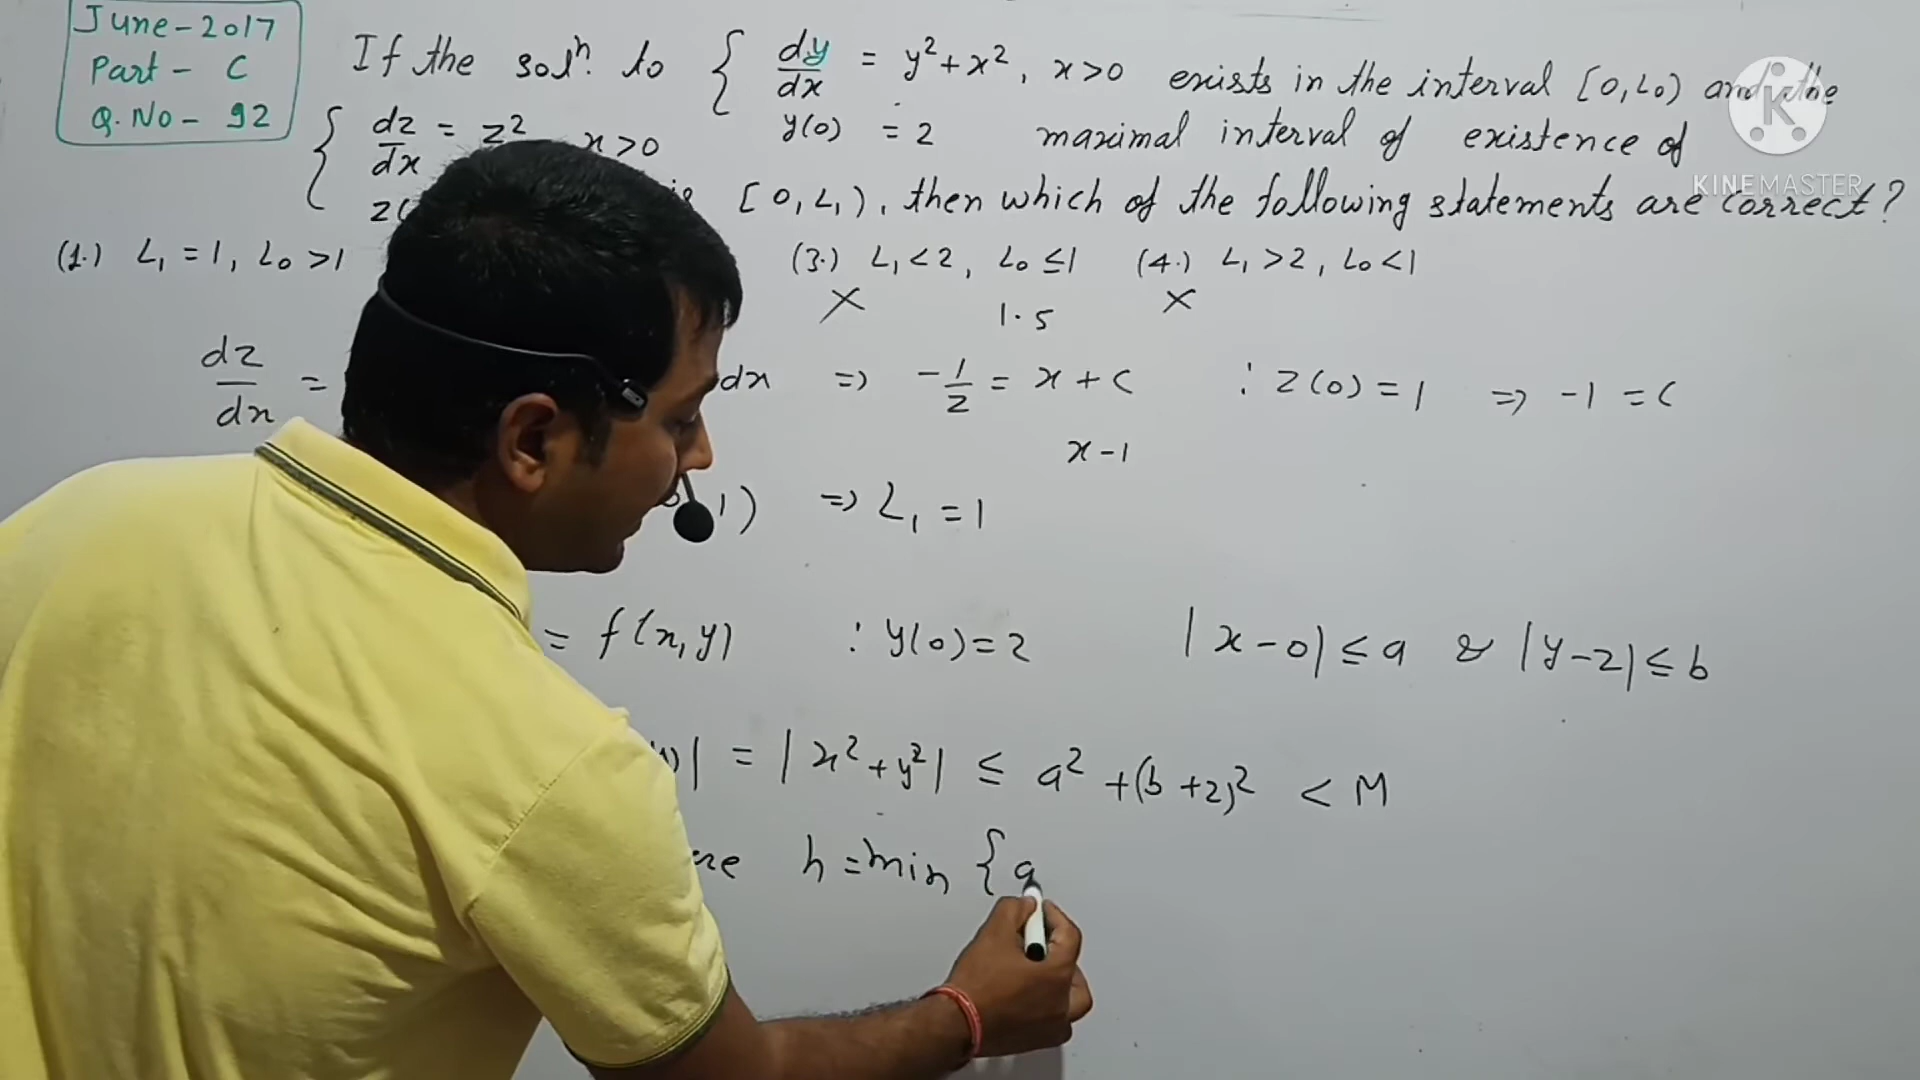 June-2017
Part - C
Q.No - 92
If the solⁿ. to { dy/dx = y²+x², x>0 exists in the interval [0,L₀) and the
y(0) = 2 maximal interval of existence of
{ dz/dx = z² x>0
z( is [0,L₁), then which of the following statements are correct?
(1.) L₁=1, L₀>1 (3.) L₁<2, L₀≤1 (4.) L₁>2, L₀<1
X 1.5 X
dz/dx = dx => -1/z = x+c ∵ z(0)=1 => -1=c
x-1
1) => L₁=1
= f(x,y) ∵ y(0)=2 |x-0|≤a & |y-2|≤b
| = |x²+y²| ≤ a²+(b+2)² < M
h=min {a
K
KINEMASTER